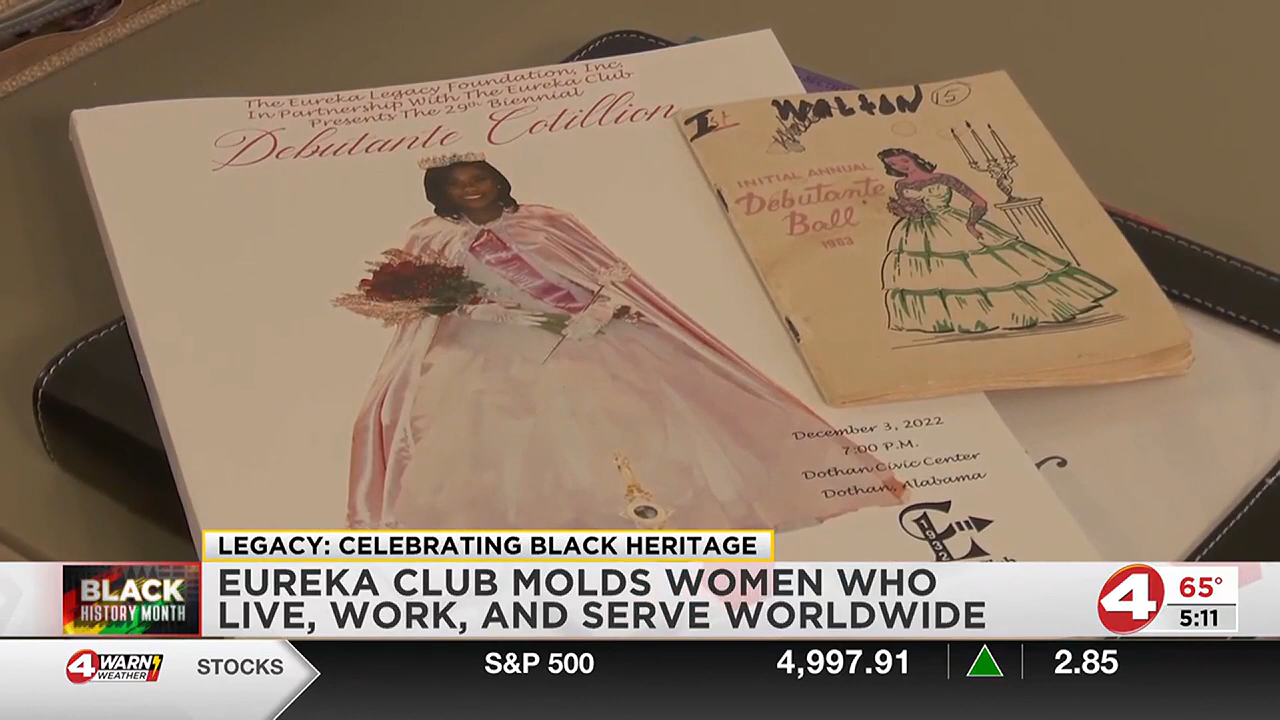 The Eureka Legacy Foundation, Inc.
In Partnership With The Eureka Club
Presents The 29th Biennial
Debutante Cotillion
Ist WALTON
15
INITIAL ANNUAL
Debutante
Ball
1963
December 3, 2022
7:00 P.M.
Dothan Civic Center
Dothan, Alabama
1922
LEGACY: CELEBRATING BLACK HERITAGE
BLACK
HISTORY MONTH
EUREKA CLUB MOLDS WOMEN WHO
LIVE, WORK, AND SERVE WORLDWIDE
4
65°
5:11
4WARN
WEATHER
STOCKS
S&P 500
4,997.91
2.85